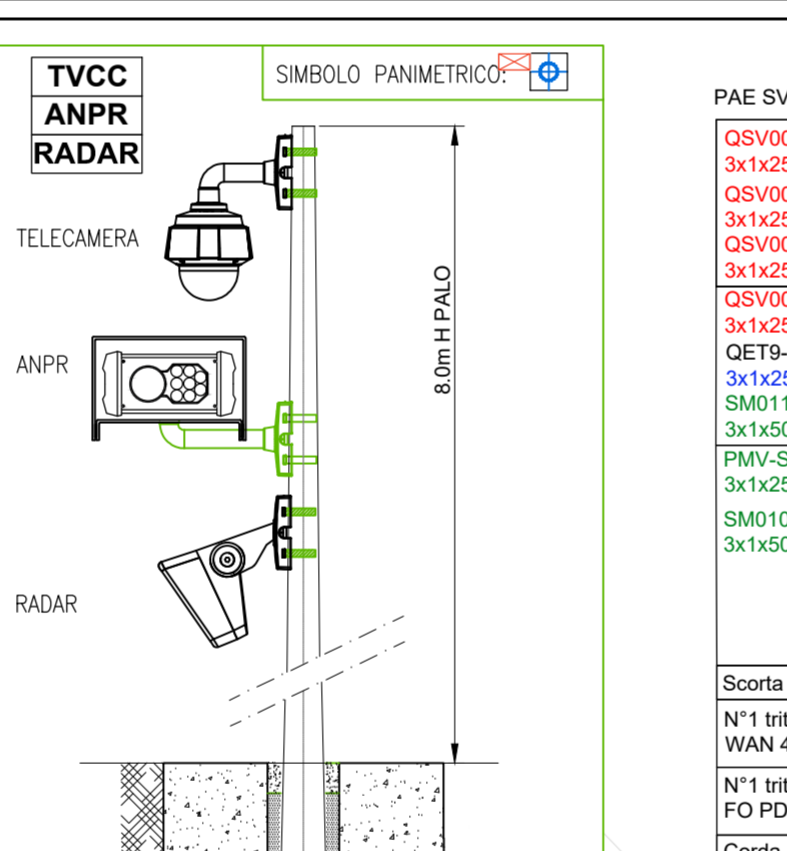 TVCC
ANPR
RADAR
SIMBOLO PANIMETRICO:
TELECAMERA
ANPR
RADAR
8.0m H PALO
PAE SV
QSV00
3x1x25
QSV00
3x1x25
QSV00
3x1x25
QSV00
3x1x25
QET9-
3x1x25
SM011
3x1x50
PMV-S
3x1x25
SM010
3x1x50
Scorta
N°1 trit
WAN 4
N°1 trit
FO PD
Corda